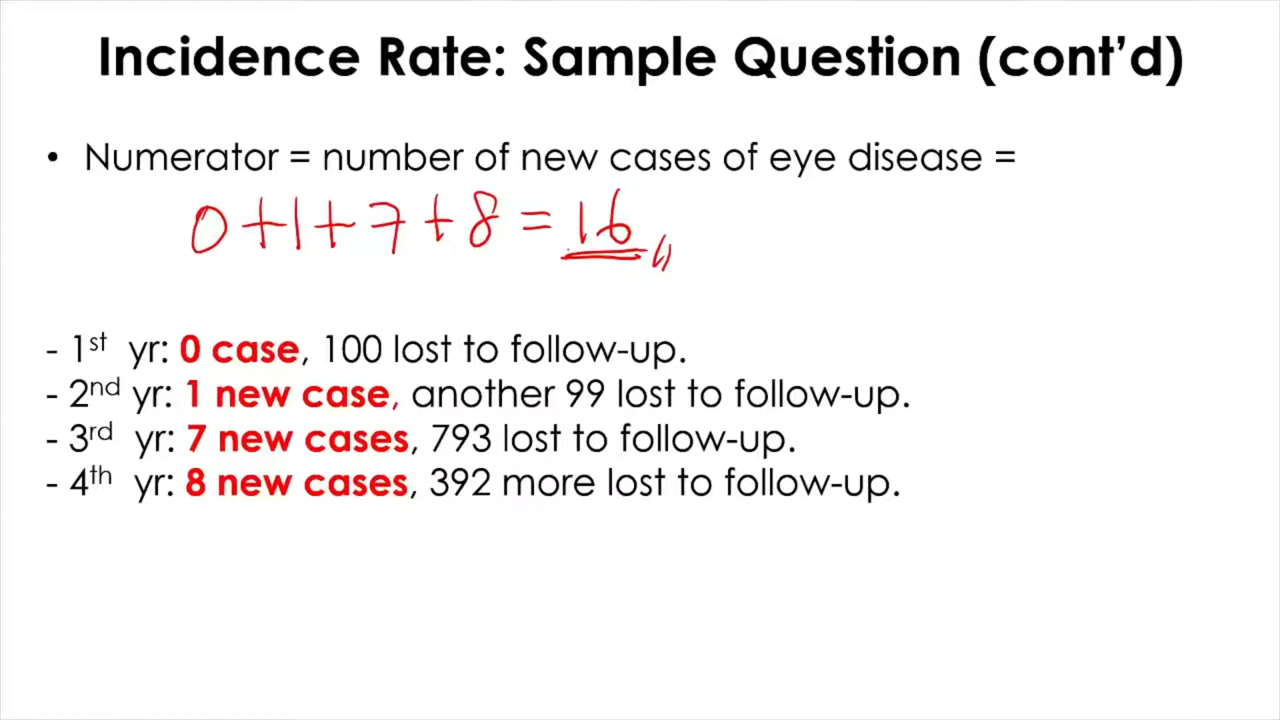 Incidence Rate: Sample Question (cont’d)
• Numerator = number of new cases of eye disease =
0 + 1 + 7 + 8 = 16
- 1st yr: 0 case, 100 lost to follow-up.
- 2nd yr: 1 new case, another 99 lost to follow-up.
- 3rd yr: 7 new cases, 793 lost to follow-up.
- 4th yr: 8 new cases, 392 more lost to follow-up.